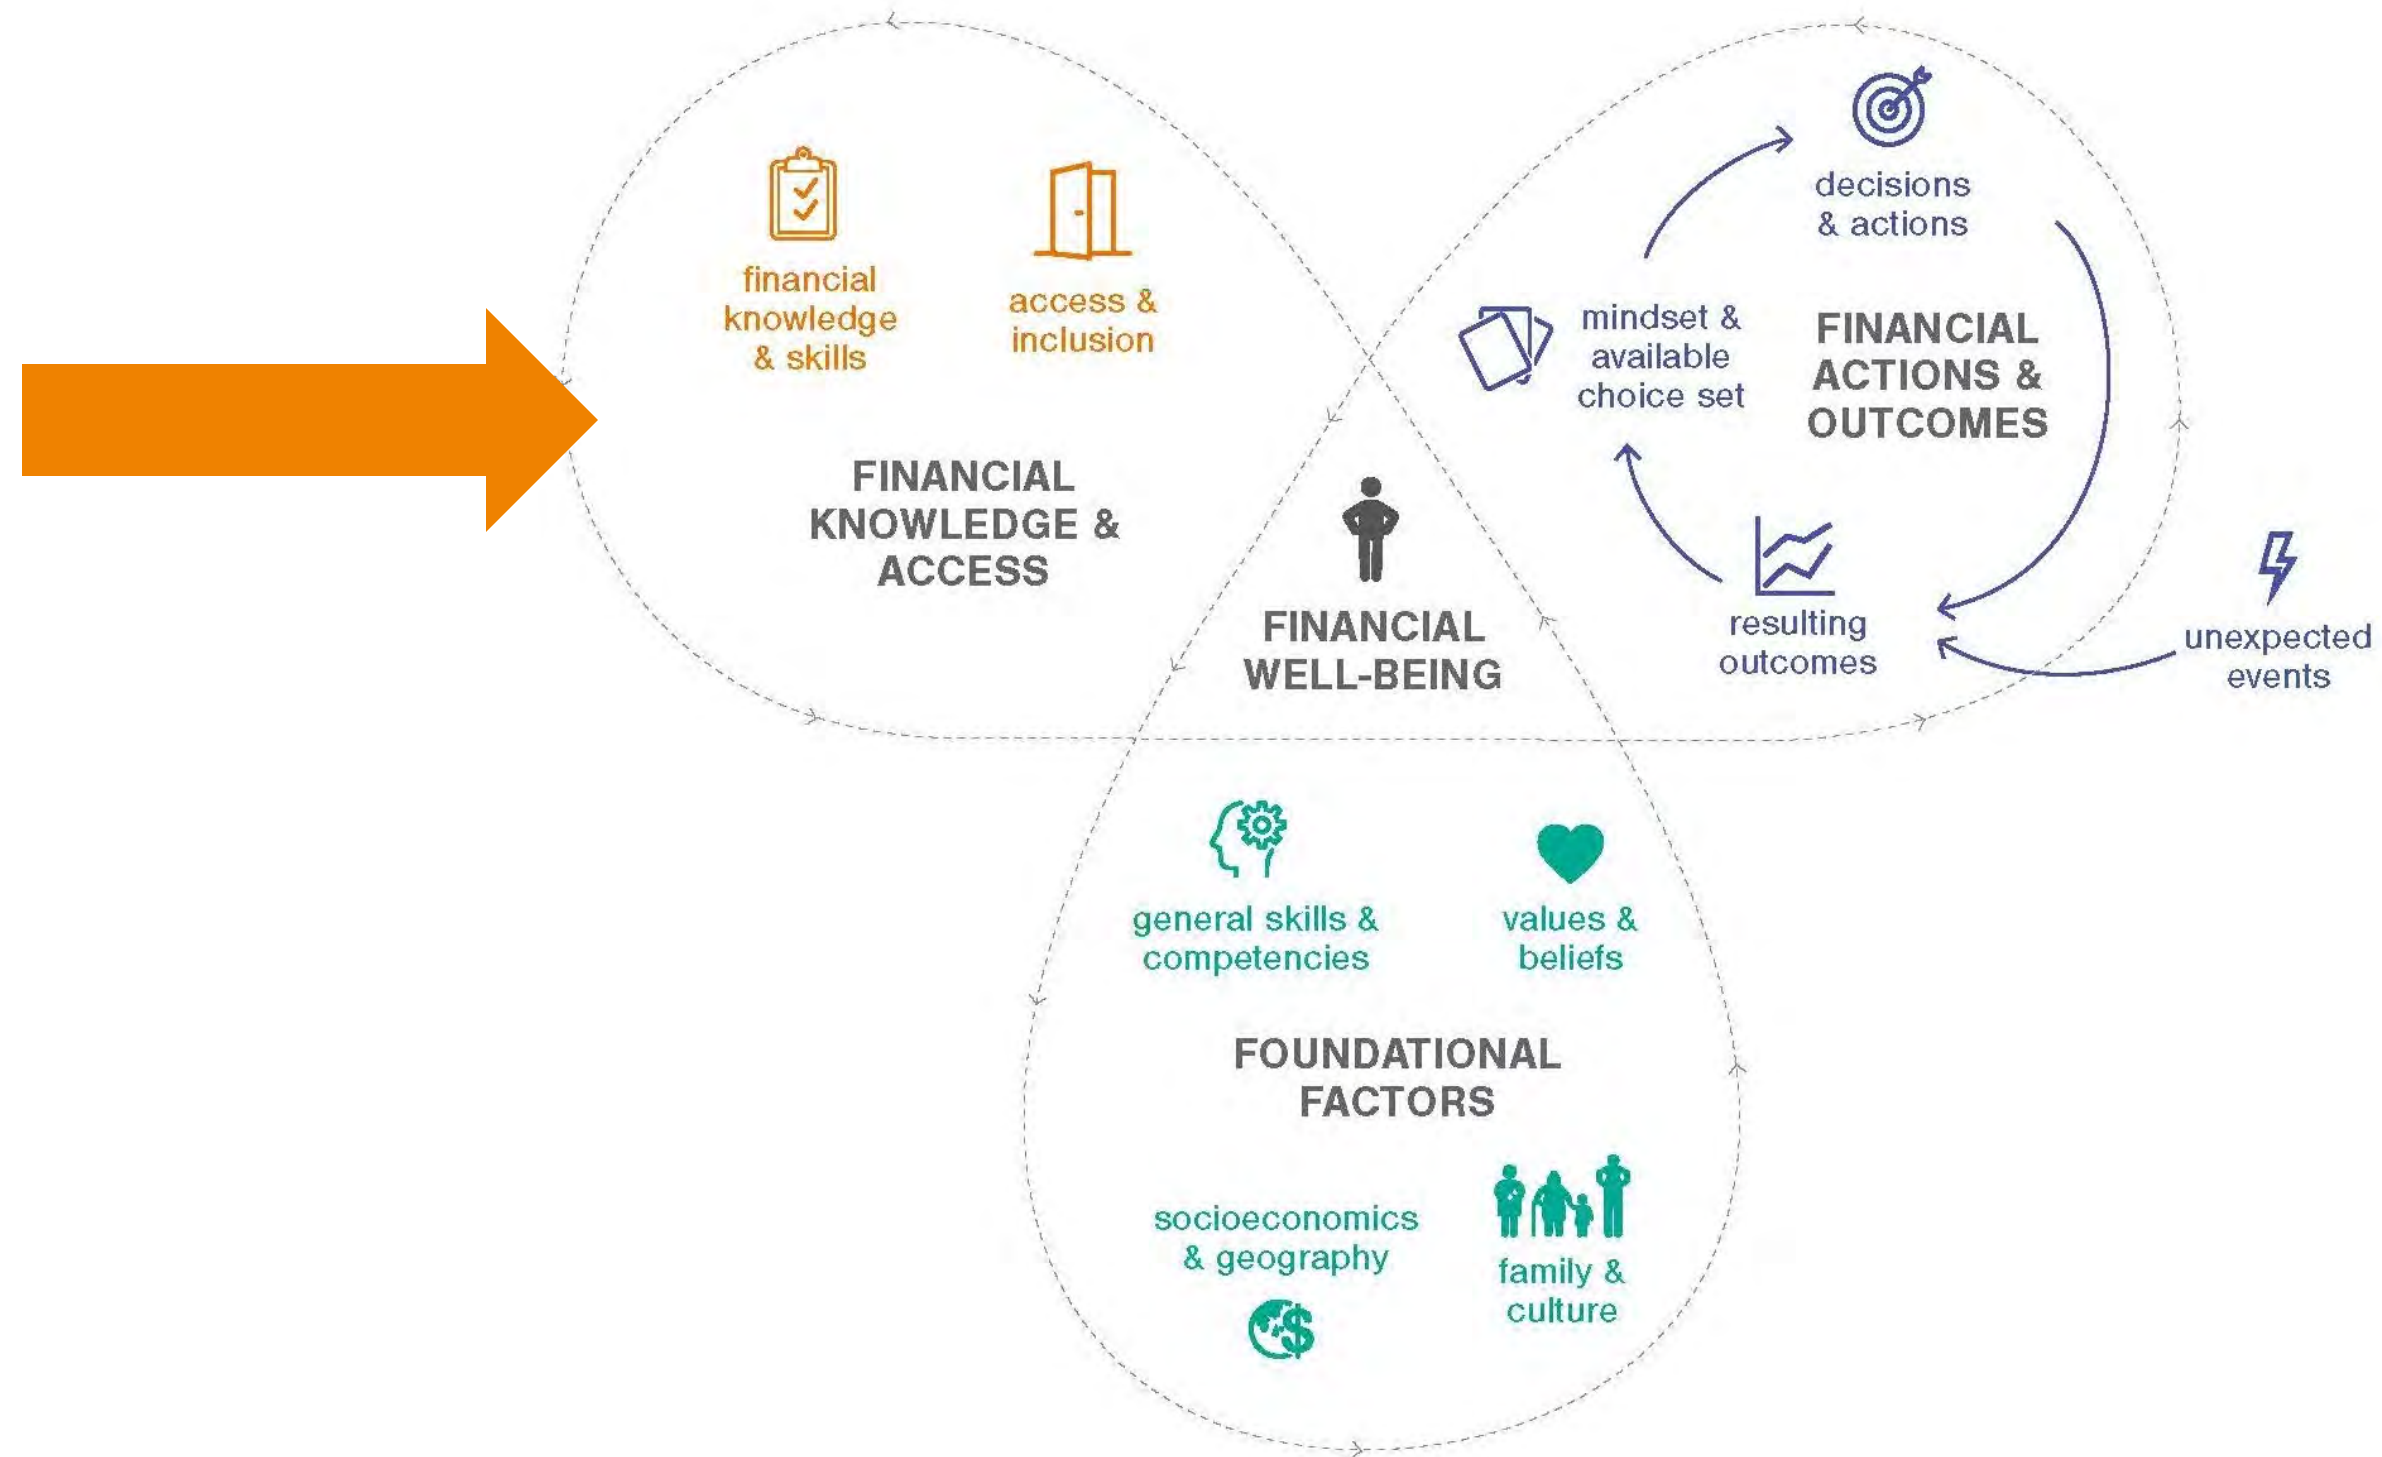 financial
knowledge
& skills
access &
inclusion
FINANCIAL
KNOWLEDGE &
ACCESS
decisions
& actions
mindset &
available
choice set
FINANCIAL
ACTIONS &
OUTCOMES
resulting
outcomes
unexpected
events
FINANCIAL
WELL-BEING
general skills &
competencies
values &
beliefs
FOUNDATIONAL
FACTORS
socioeconomics
& geography
$
family &
culture